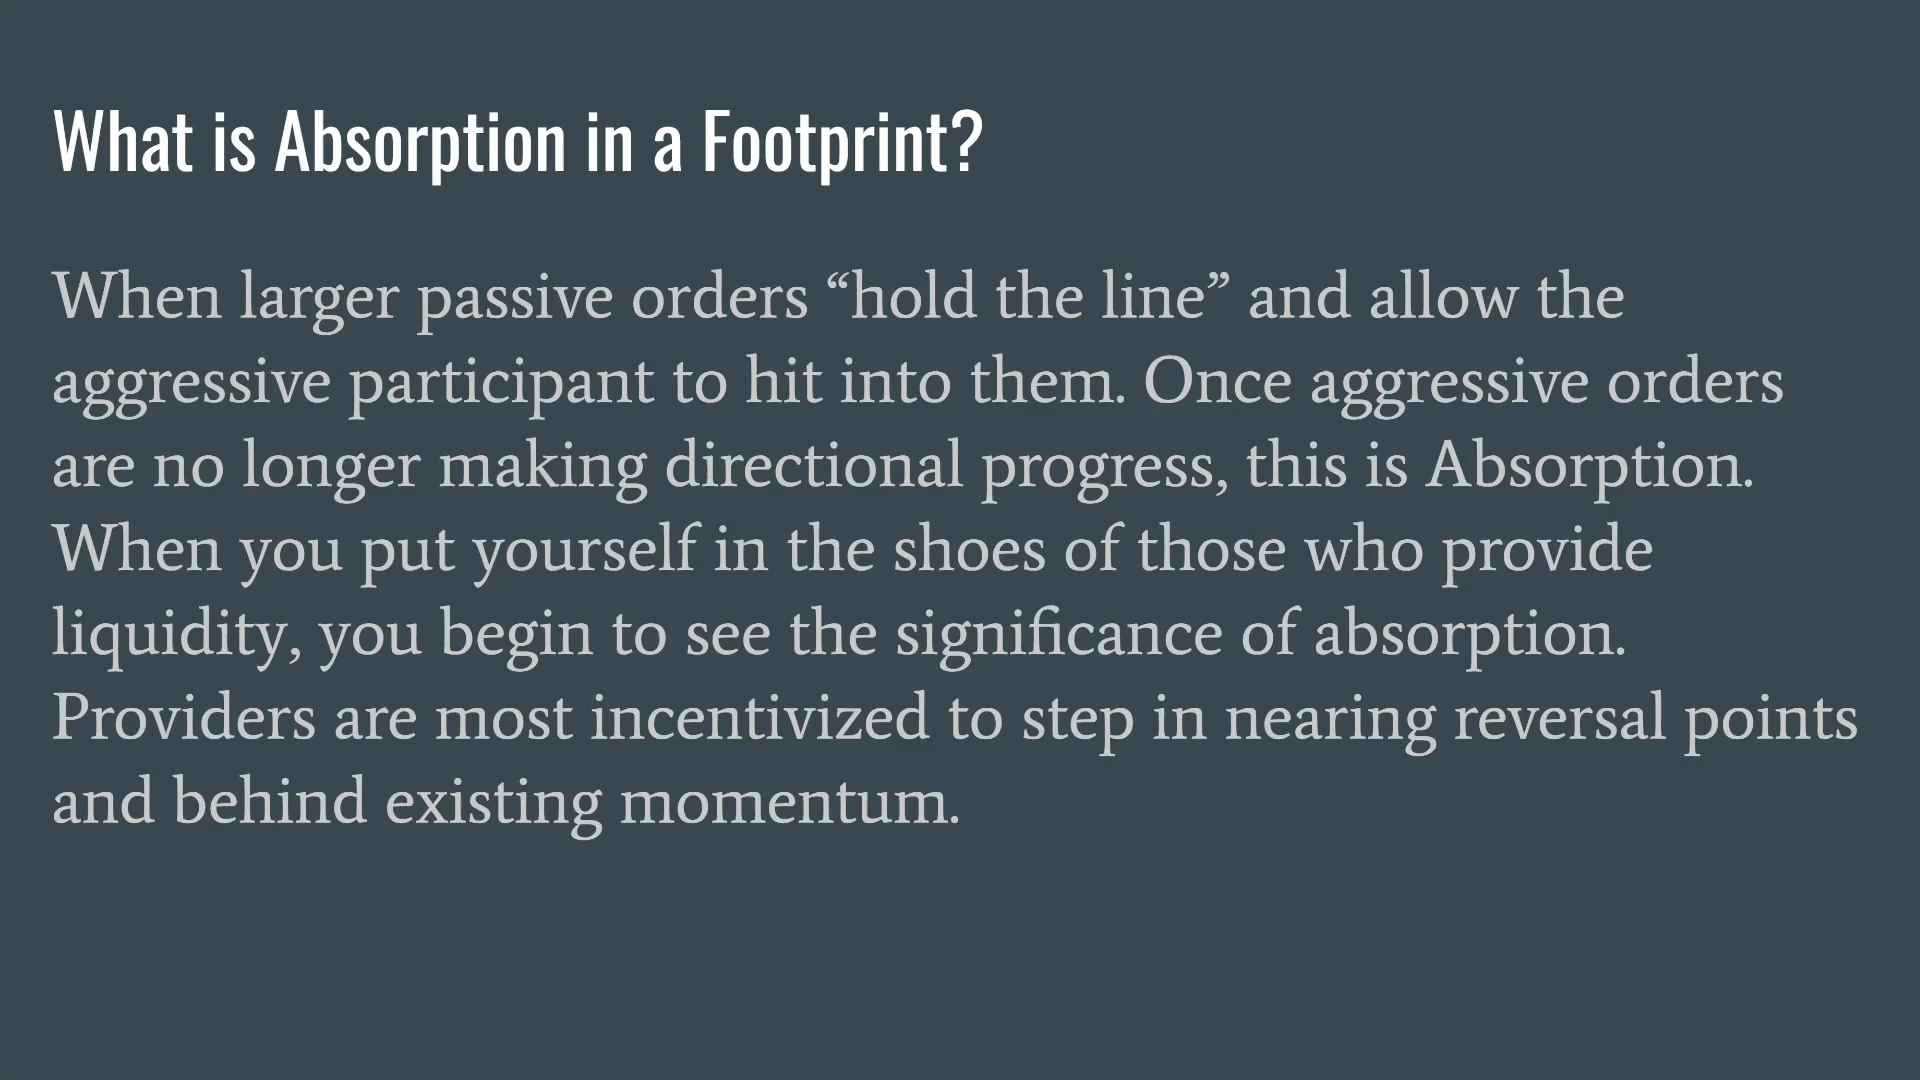 What is Absorption in a Footprint?
When larger passive orders “hold the line” and allow the
aggressive participant to hit into them. Once aggressive orders
are no longer making directional progress, this is Absorption.
When you put yourself in the shoes of those who provide
liquidity, you begin to see the significance of absorption.
Providers are most incentivized to step in nearing reversal points
and behind existing momentum.